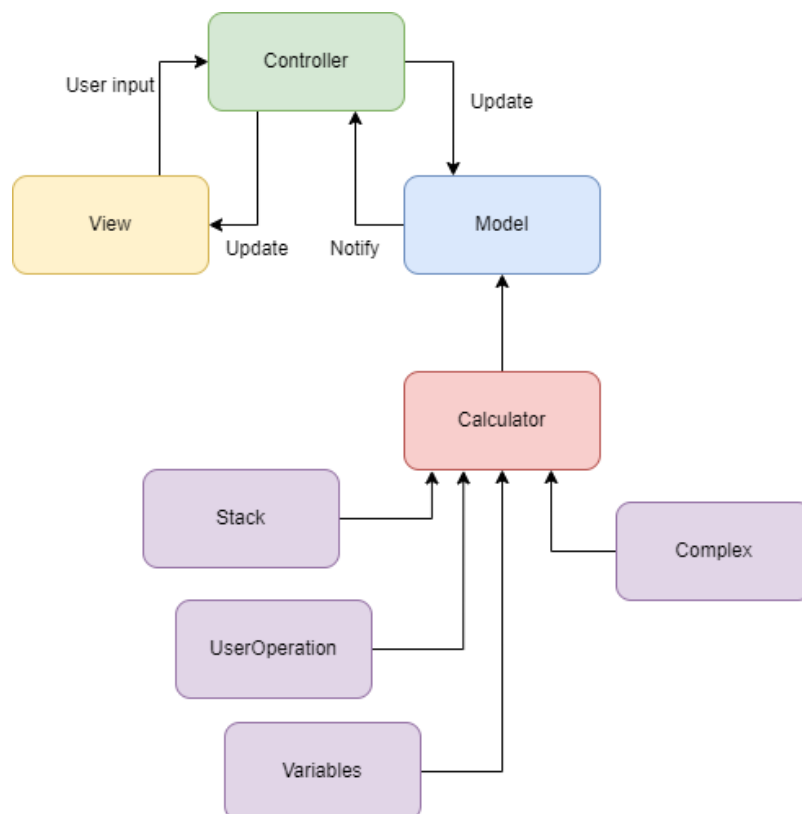 Controller
User input
Update
View
Model
Update
Notify
Calculator
Stack
Complex
UserOperation
Variables